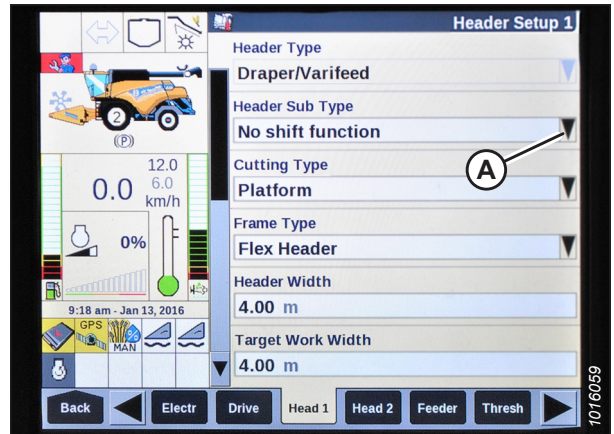 Header Setup 1
Header Type
Draper/Varifeed
Header Sub Type
No shift function
A
Cutting Type
Platform
Frame Type
Flex Header
Header Width
4.00 m
Target Work Width
4.00 m
2
(P)
12.0
6.0
0.0 km/h
0%
9:18 am - Jan 13, 2016
GPS
MAN
Back
Electr
Drive
Head 1
Head 2
Feeder
Thresh
1016059